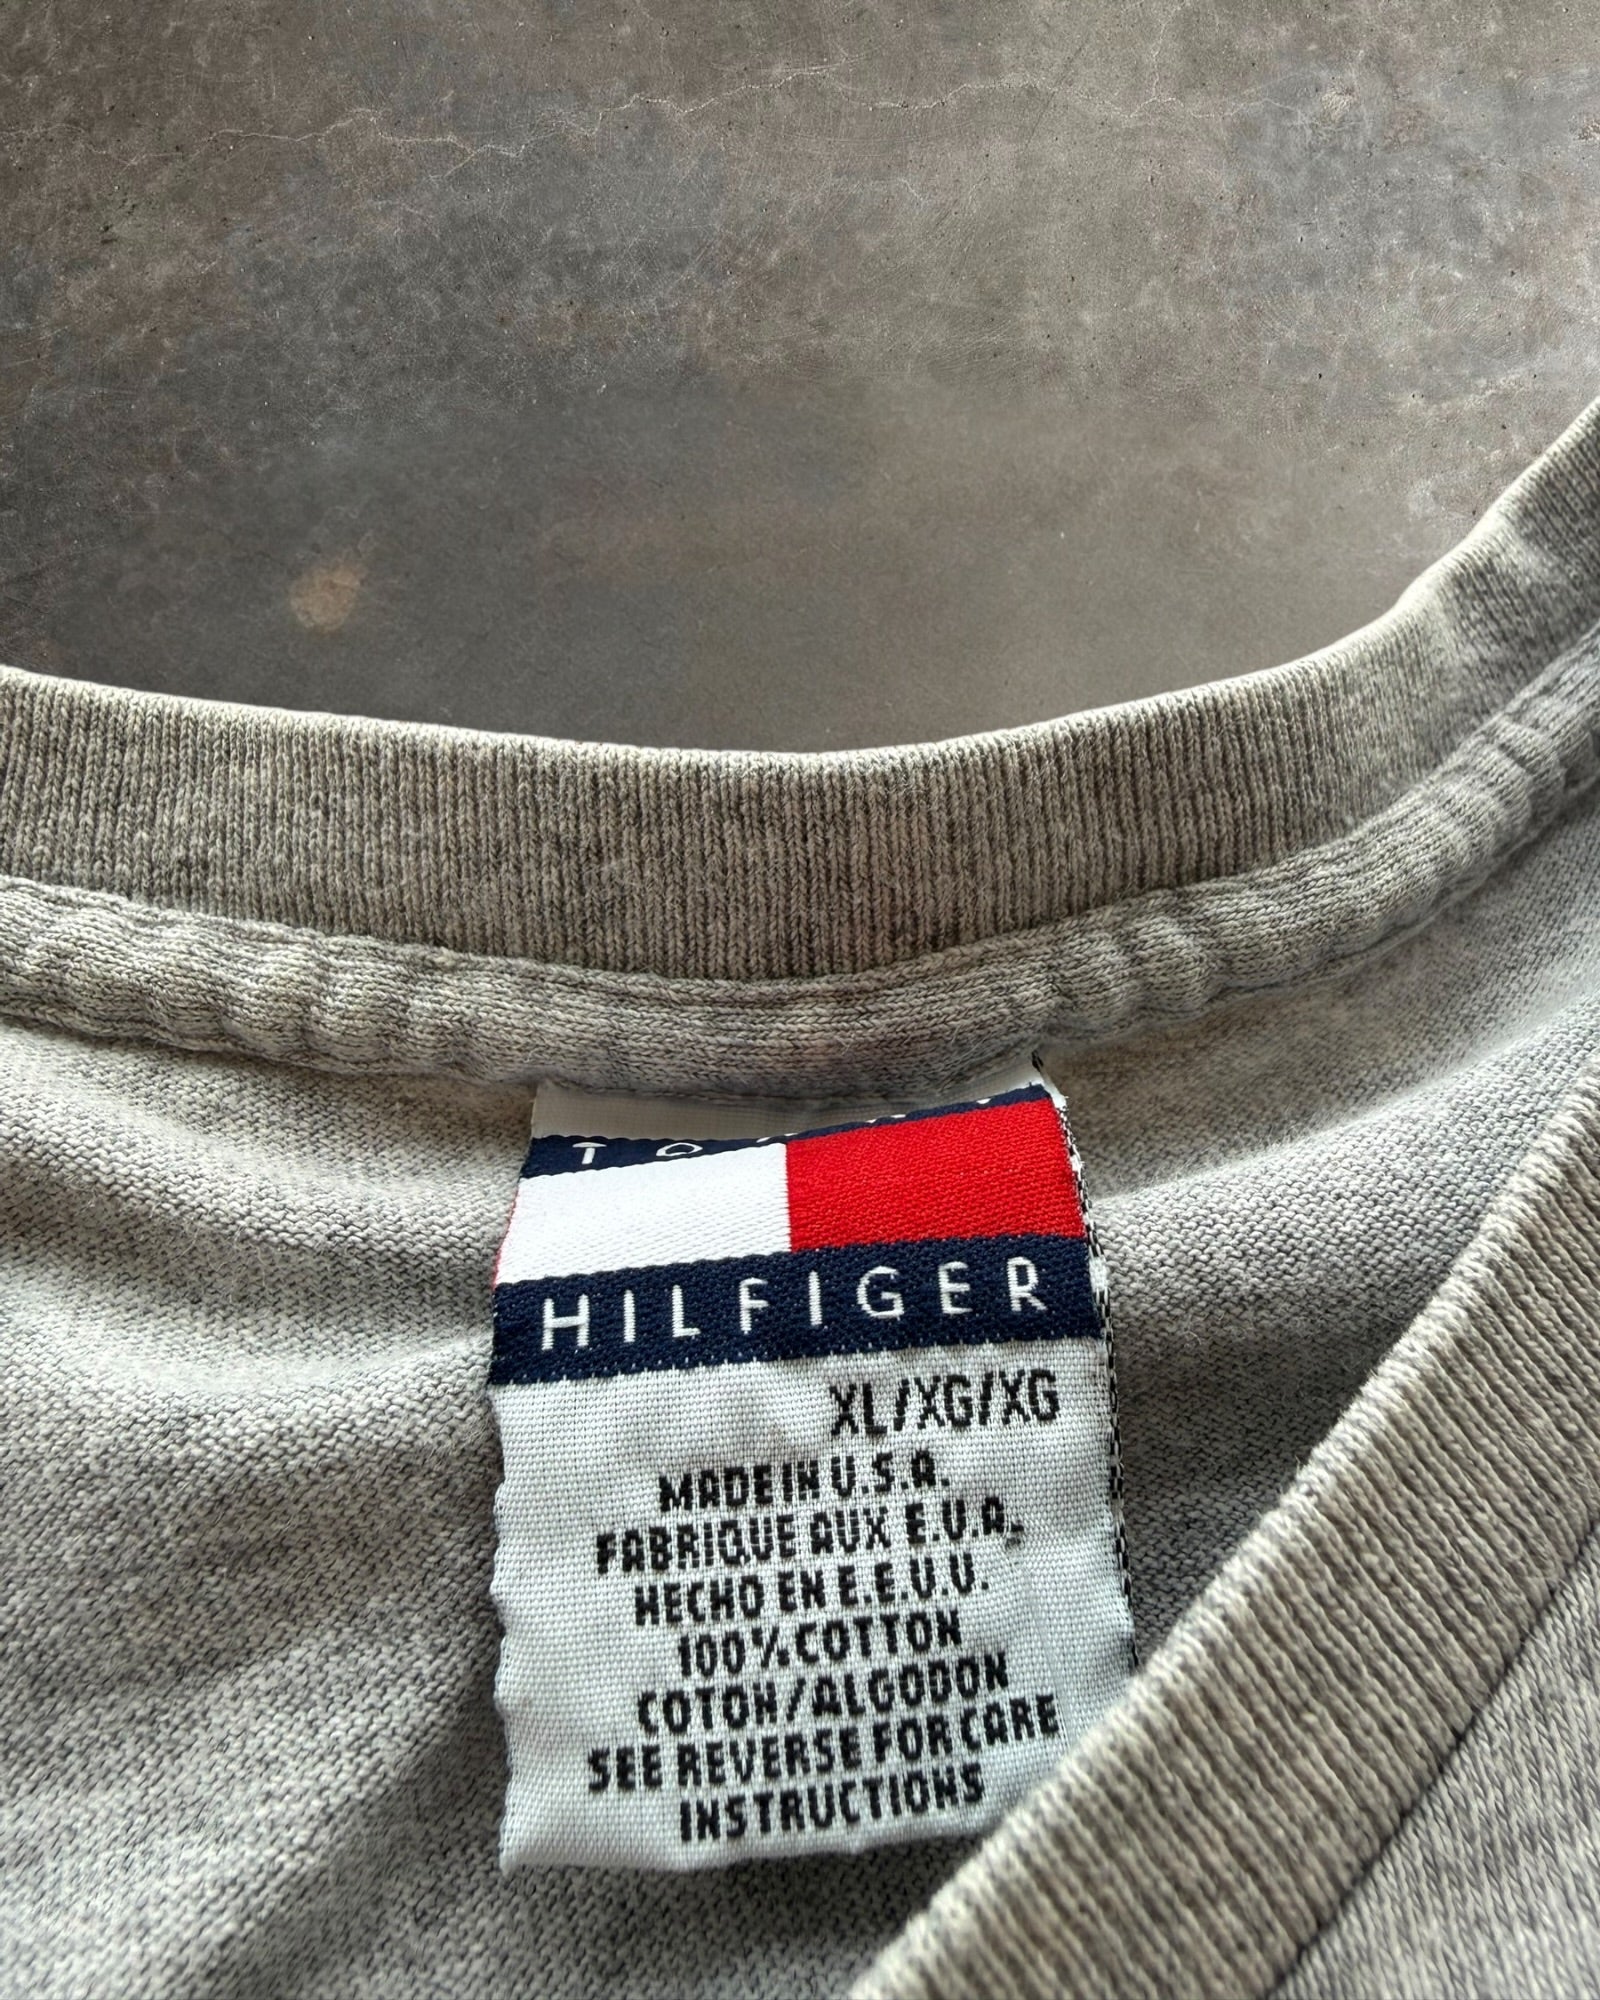 TO
HILFIGER
XL/XG/XG
MADE IN U.S.A.
FABRIQUE AUX E.U.A.
HECHO EN E.E.U.U.
100% COTTON
COTON/ALGODON
SEE REVERSE FOR CARE
INSTRUCTIONS